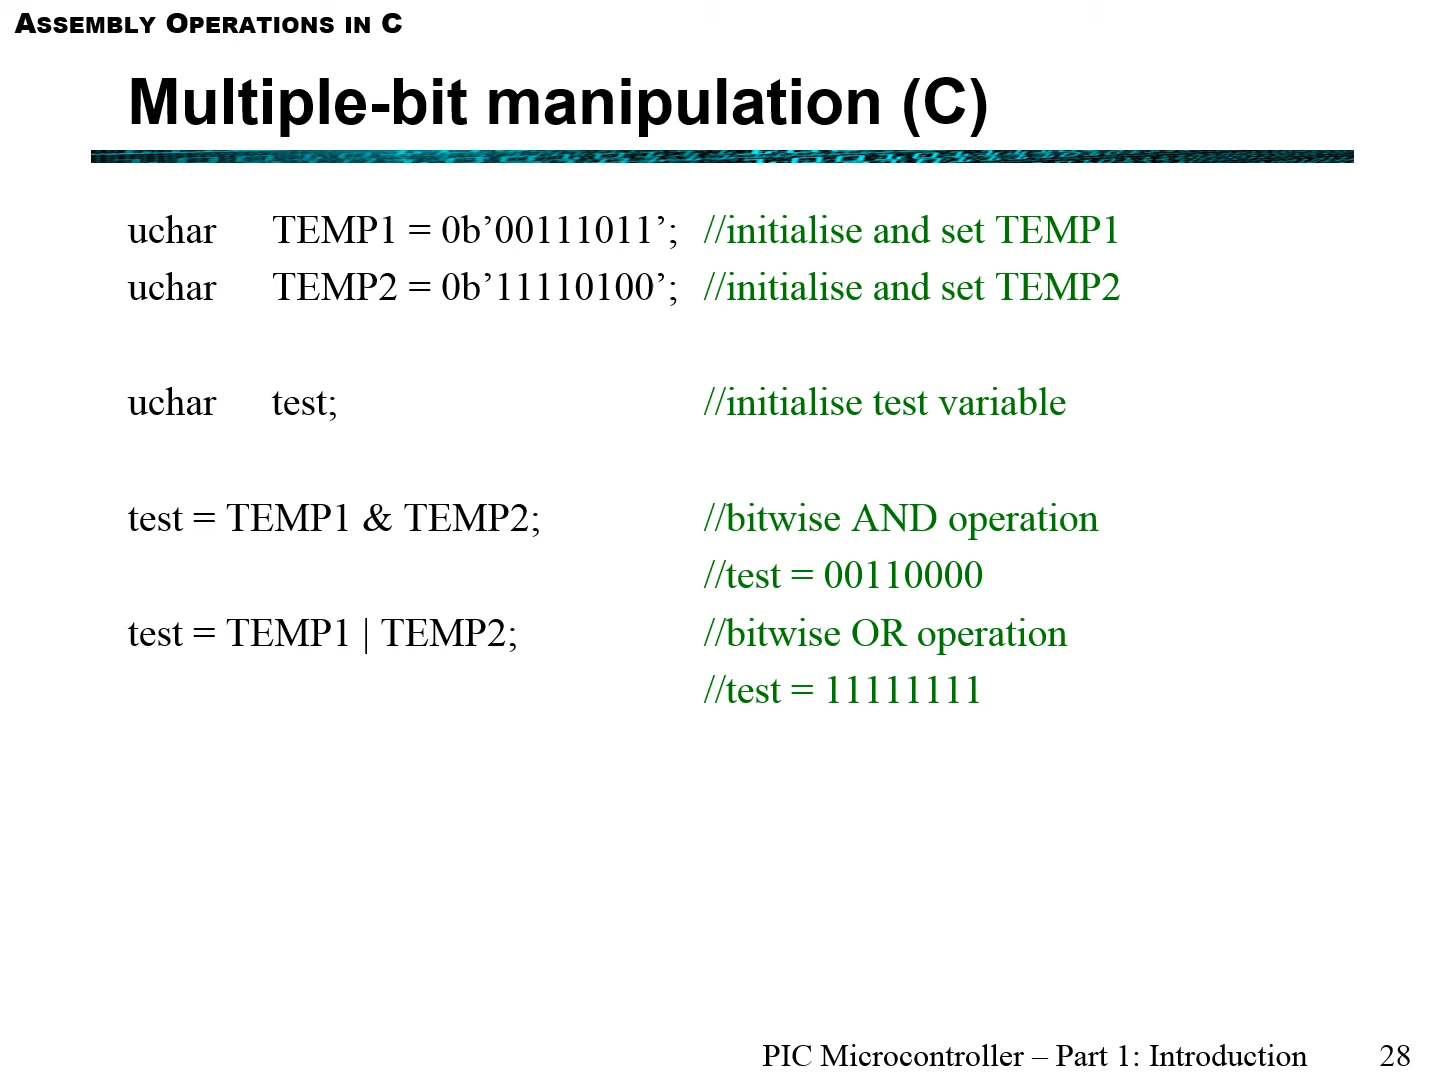 ASSEMBLY OPERATIONS IN C
Multiple-bit manipulation (C)
uchar TEMP1 = 0b’00111011’; //initialise and set TEMP1
uchar TEMP2 = 0b’11110100’; //initialise and set TEMP2
uchar test; //initialise test variable
test = TEMP1 & TEMP2; //bitwise AND operation
//test = 00110000
test = TEMP1 | TEMP2; //bitwise OR operation
//test = 11111111
PIC Microcontroller – Part 1: Introduction 28